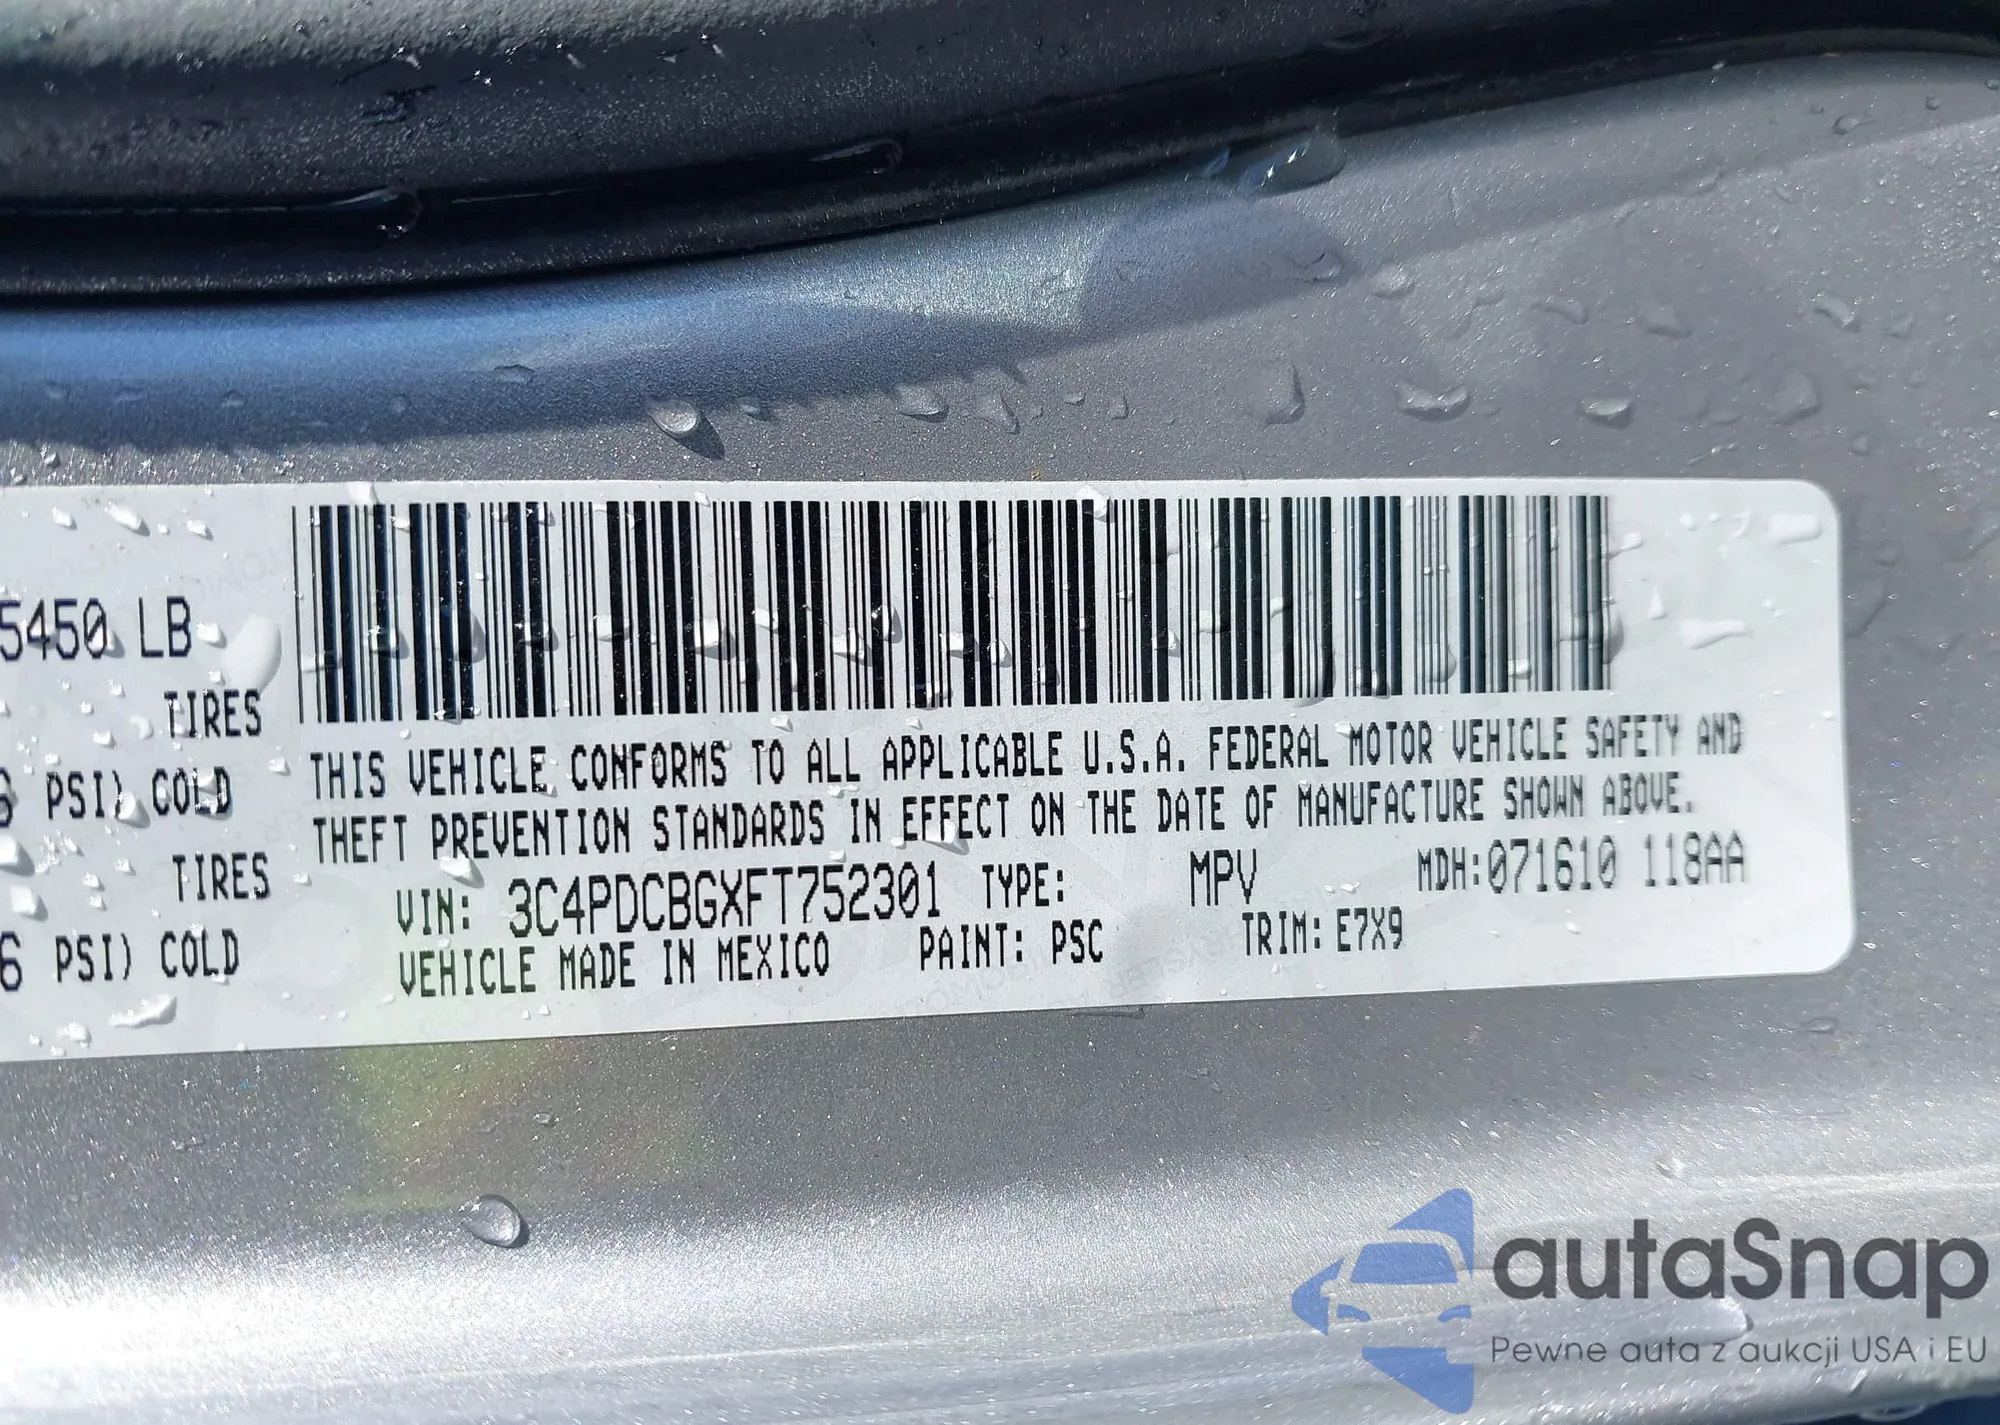 5450 LB
TIRES
6 PSI) COLD
TIRES
6 PSI) COLD
THIS VEHICLE CONFORMS TO ALL APPLICABLE U.S.A. FEDERAL MOTOR VEHICLE SAFETY AND
THEFT PREVENTION STANDARDS IN EFFECT ON THE DATE OF MANUFACTURE SHOWN ABOVE.
VIN: 3C4PDCBGXFT752301 TYPE: MPV MDH:071610 118AA
VEHICLE MADE IN MEXICO PAINT: PSC TRIM: E7X9
autaSnap
Pewne auta z aukcji USA i EU